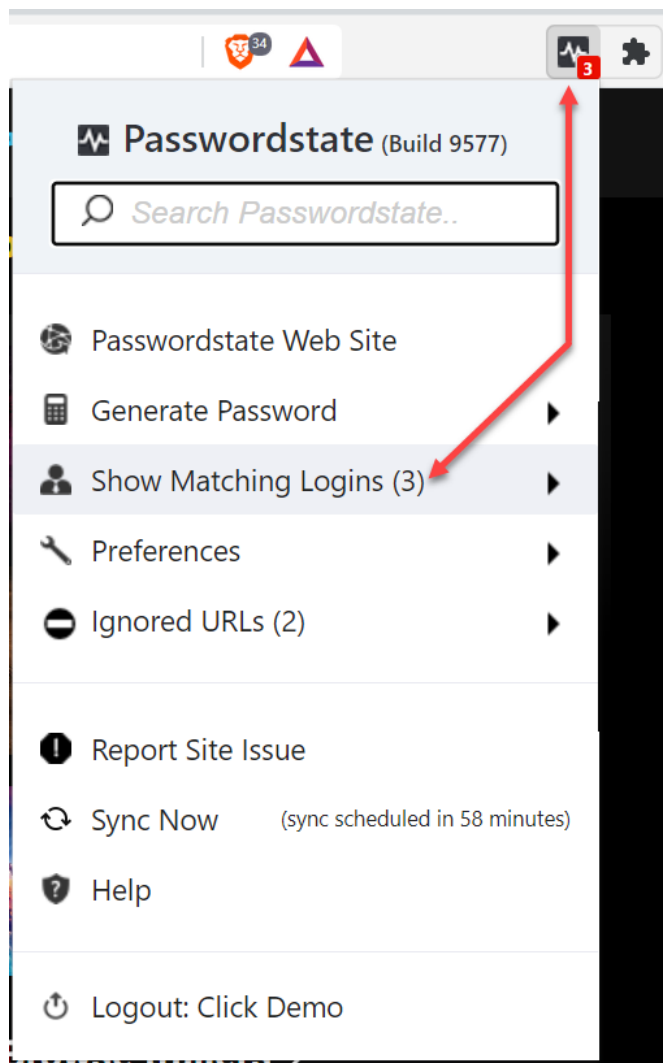 34
3
Passwordstate (Build 9577)
Search Passwordstate..
Passwordstate Web Site
Generate Password
Show Matching Logins (3)
Preferences
Ignored URLs (2)
Report Site Issue
Sync Now (sync scheduled in 58 minutes)
Help
Logout: Click Demo